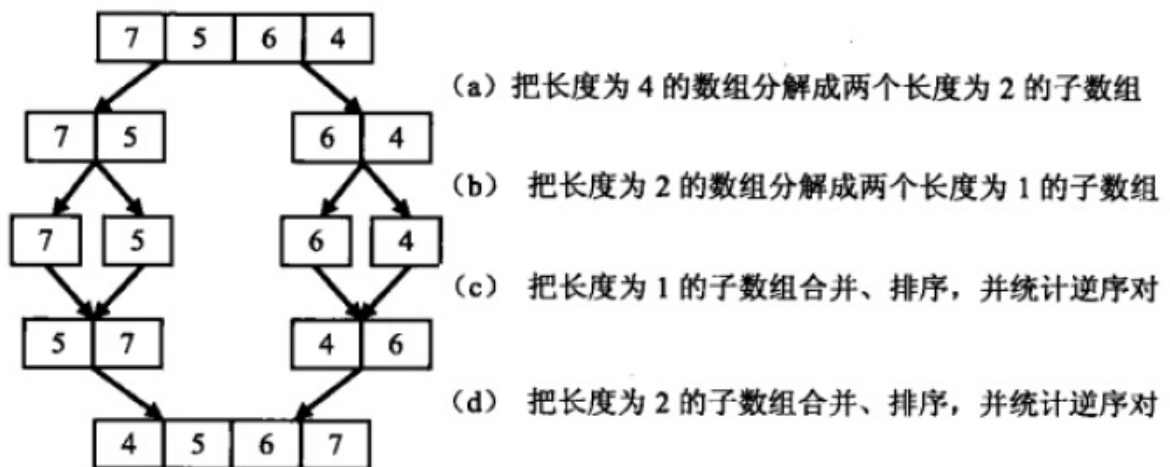 7 5 6 4
(a) 把长度为 4 的数组分解成两个长度为 2 的子数组
7 5 6 4
(b) 把长度为 2 的数组分解成两个长度为 1 的子数组
7 5 6 4
(c) 把长度为 1 的子数组合并、排序，并统计逆序对
5 7 4 6
(d) 把长度为 2 的子数组合并、排序，并统计逆序对
4 5 6 7